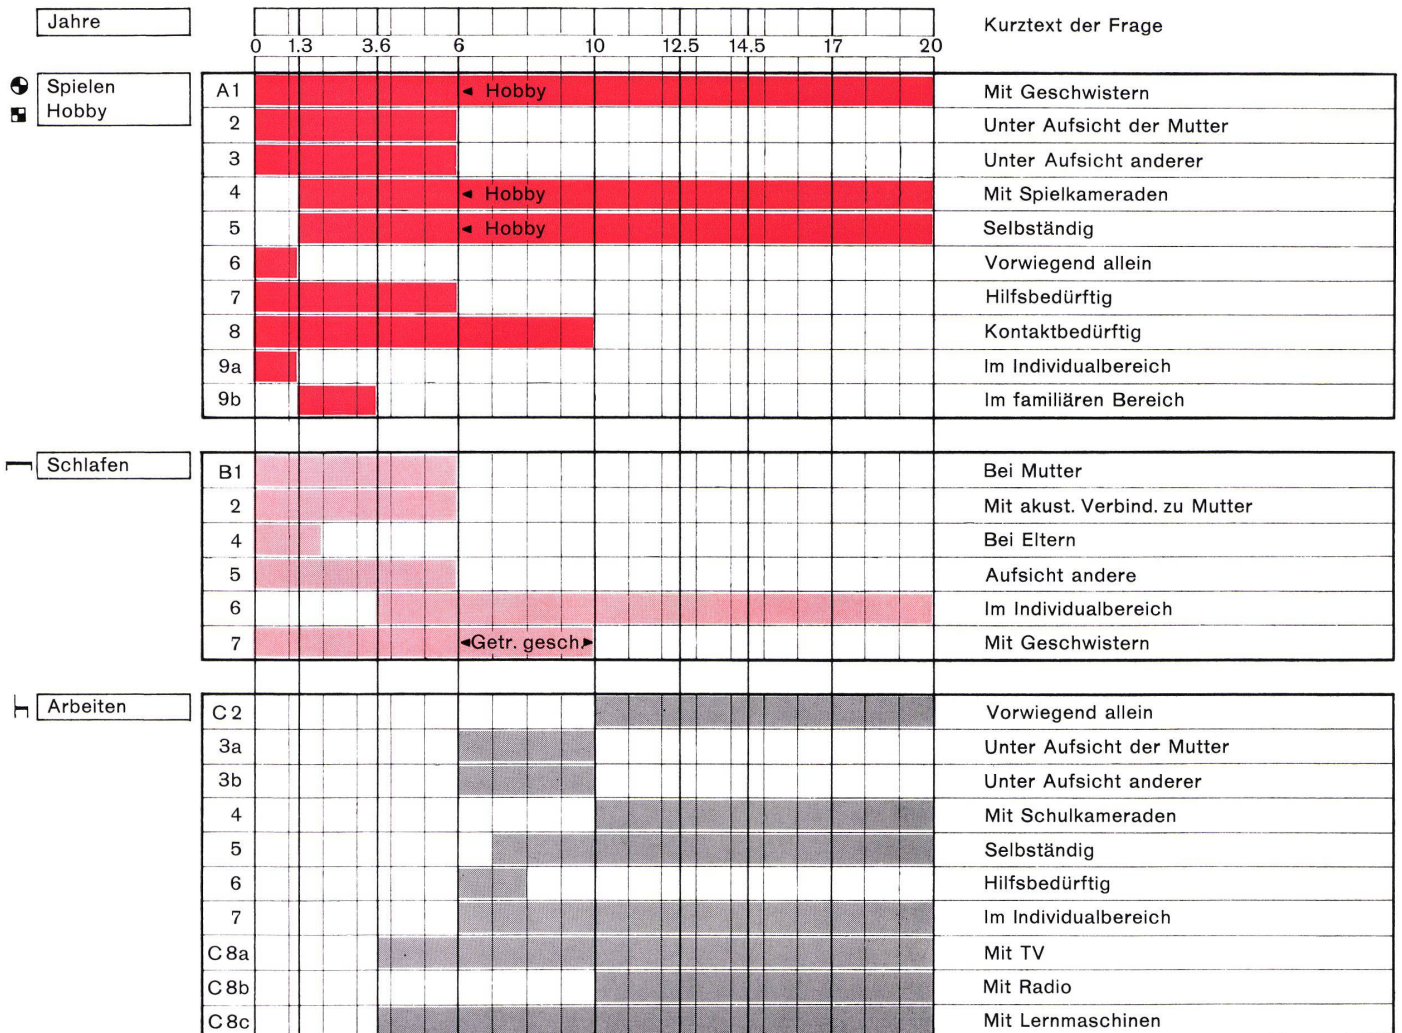 Jahre
Kurztext der Frage
0 1.3 3.6 6 10 12.5 14.5 17 20
Spielen
Hobby
A1 ◄ Hobby Mit Geschwistern
2 Unter Aufsicht der Mutter
3 Unter Aufsicht anderer
4 ◄ Hobby Mit Spielkameraden
5 ◄ Hobby Selbständig
6 Vorwiegend allein
7 Hilfsbedürftig
8 Kontaktbedürftig
9a Im Individualbereich
9b Im familiären Bereich
Schlafen
B1 Bei Mutter
2 Mit akust. Verbind. zu Mutter
4 Bei Eltern
5 Aufsicht andere
6 Im Individualbereich
7 ◄Getr. gesch.► Mit Geschwistern
Arbeiten
C2 Vorwiegend allein
3a Unter Aufsicht der Mutter
3b Unter Aufsicht anderer
4 Mit Schulkameraden
5 Selbständig
6 Hilfsbedürftig
7 Im Individualbereich
C8a Mit TV
C8b Mit Radio
C8c Mit Lernmaschinen